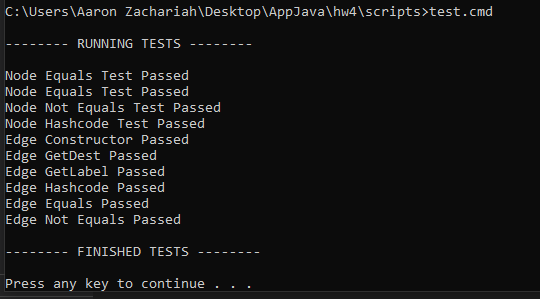 C:\Users\Aaron Zachariah\Desktop\AppJava\hw4\scripts>test.cmd
-------- RUNNING TESTS --------
Node Equals Test Passed
Node Equals Test Passed
Node Not Equals Test Passed
Node Hashcode Test Passed
Edge Constructor Passed
Edge GetDest Passed
Edge GetLabel Passed
Edge Hashcode Passed
Edge Equals Passed
Edge Not Equals Passed
-------- FINISHED TESTS --------
Press any key to continue . . .